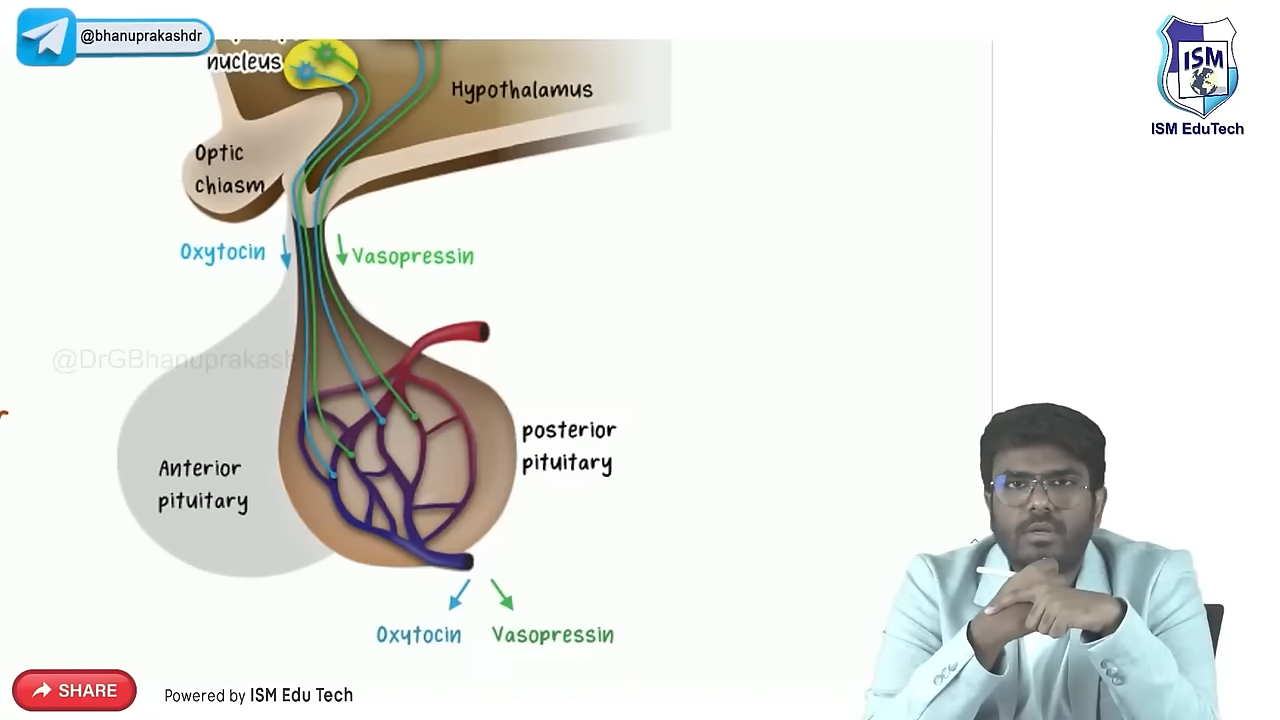 @bhanuprakashdr
nucleus
Hypothalamus
ISM
ISM EduTech
Optic
chiasm
Oxytocin
Vasopressin
@DrGBhanuprakash
posterior
pituitary
Anterior
pituitary
Oxytocin
Vasopressin
SHARE
Powered by ISM Edu Tech